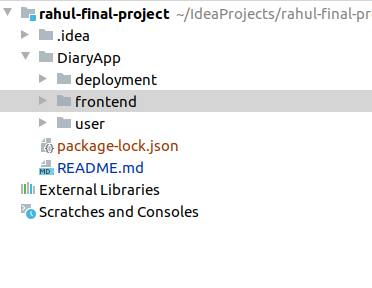 rahul-final-project ~/IdeaProjects/rahul-final-pr
.idea
DiaryApp
deployment
frontend
user
package-lock.json
README.md
External Libraries
Scratches and Consoles